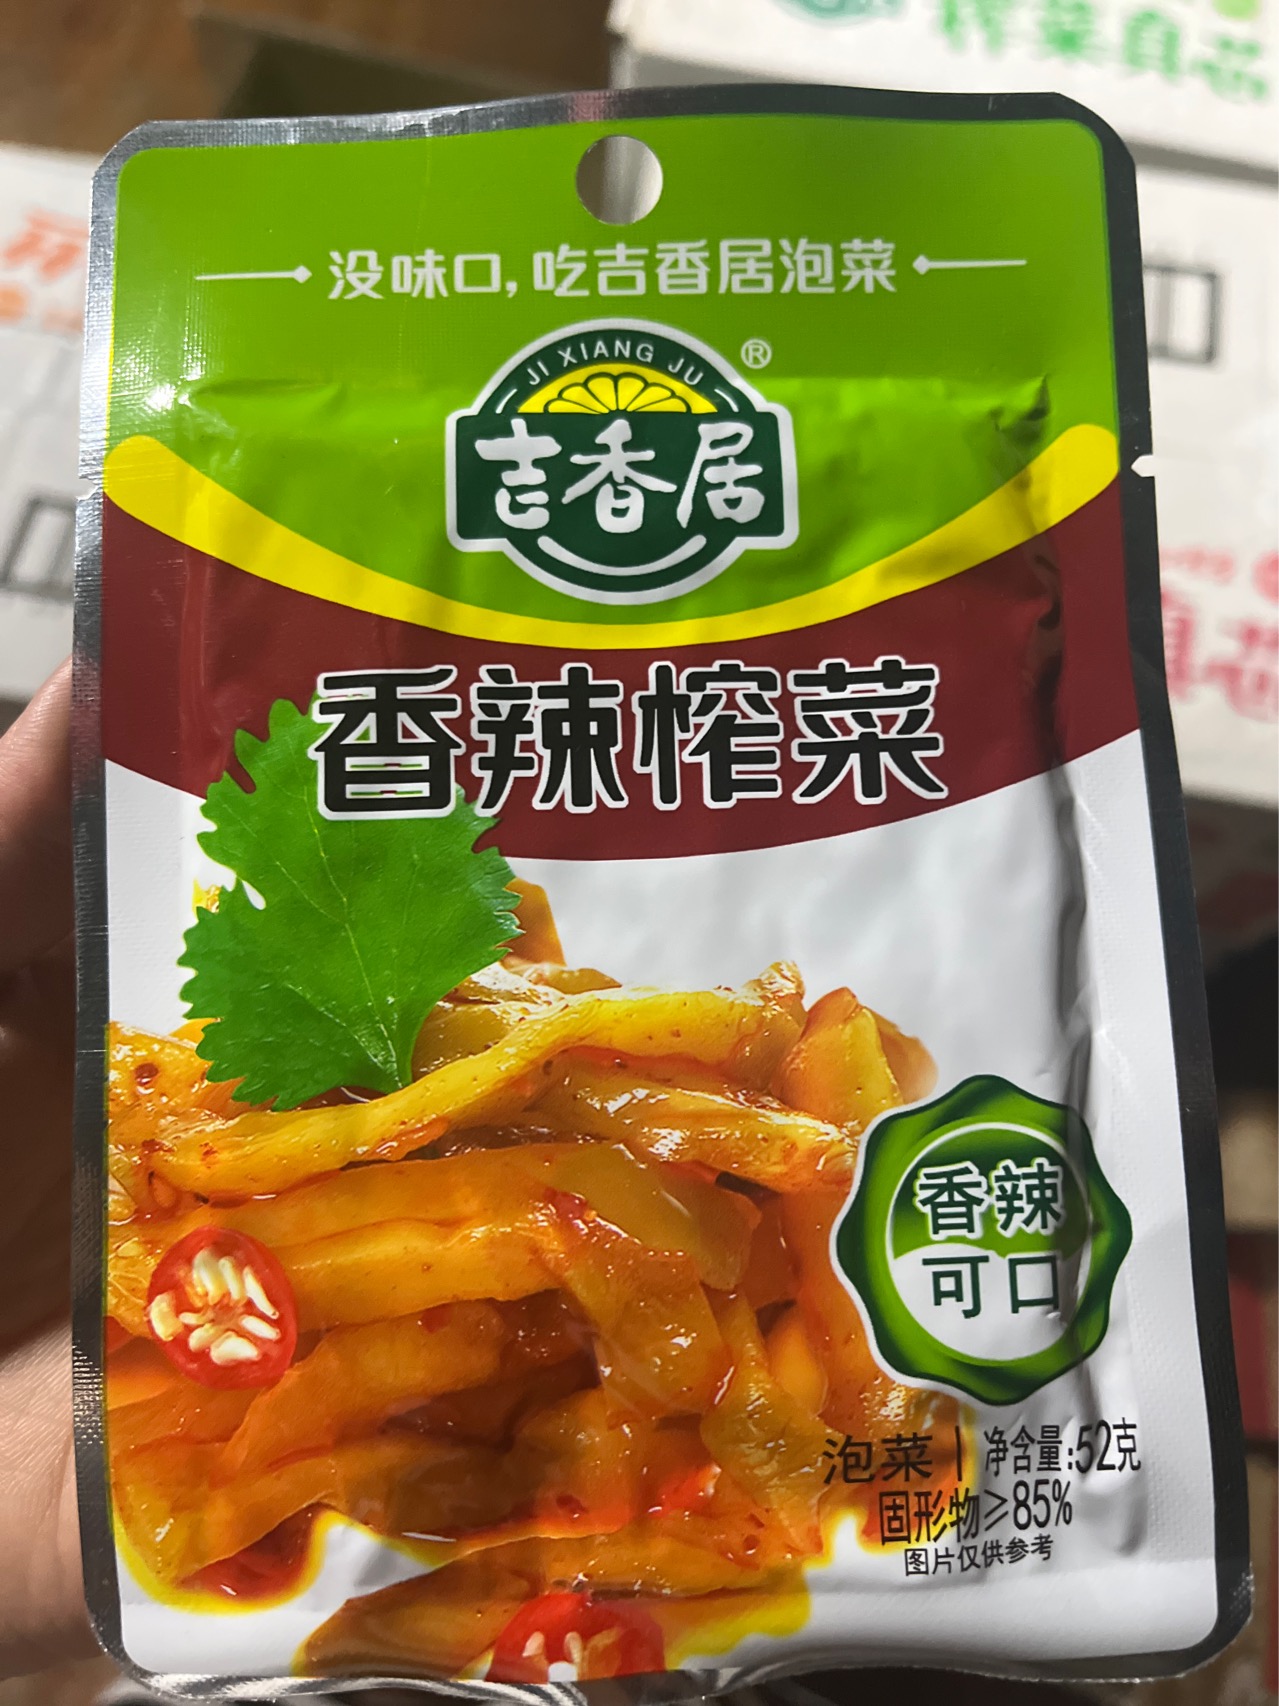 榨菜
没味口,吃吉香居泡菜
JI XIANG JU
®
吉香居
香辣榨菜
香辣
可口
泡菜 | 净含量:52克
固形物≥85%
图片仅供参考